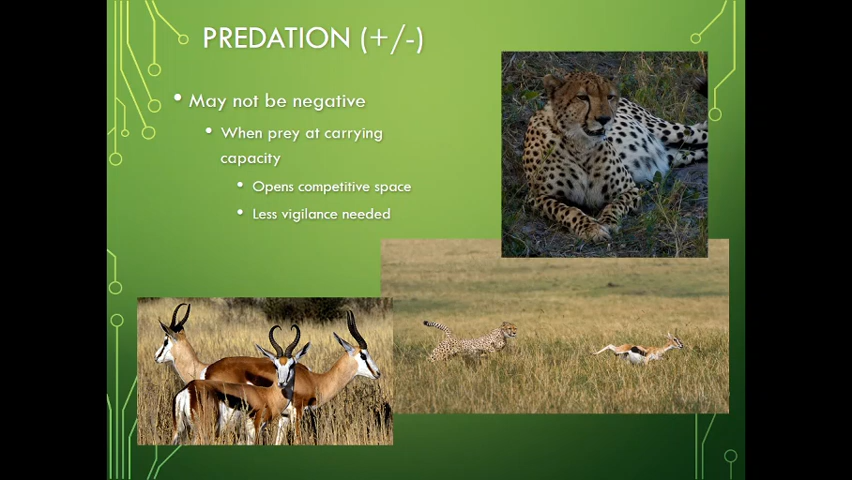 PREDATION (+/-)
• May not be negative
• When prey at carrying
capacity
• Opens competitive space
• Less vigilance needed